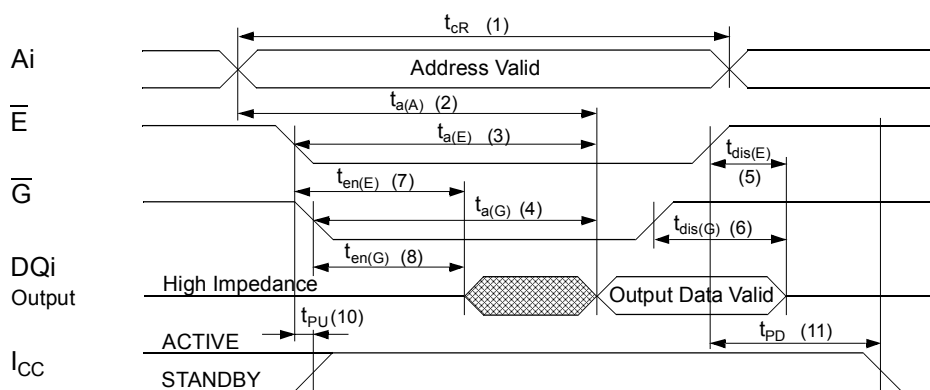 tcR (1)
Ai
Address Valid
ta(A) (2)
E
ta(E) (3)
tdis(E)
(5)
ten(E) (7)
G
ta(G) (4)
tdis(G) (6)
ten(G) (8)
DQi
Output
High Impedance
Output Data Valid
tPU (10)
tPD (11)
ICC
ACTIVE
STANDBY